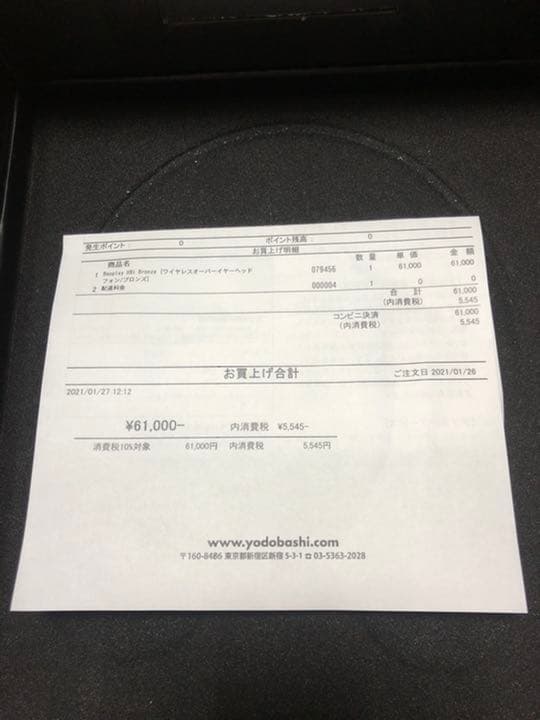 発生ポイント： 0 ポイント残高： 0
お買上げ明細
商品名 数量 単価 金額
1 Beoplay H8i Bronze [ワイヤレスオーバーイヤーヘッド 079456 1 61,000 61,000
フォン/ブロンズ]
2 配達料金 000004 1 0 0
合計 61,000
(内消費税) 5,545
コンビニ決済 61,000
(内消費税) 5,545
お買上げ合計 ご注文日 2021/01/26
2021/01/27 12:12
¥61,000− 内消費税 ¥5,545−
消費税10%対象 61,000円 内消費税 5,545円
www.yodobashi.com
〒160-8486 東京都新宿区新宿 5-3-1 ☎ 03-5363-2028